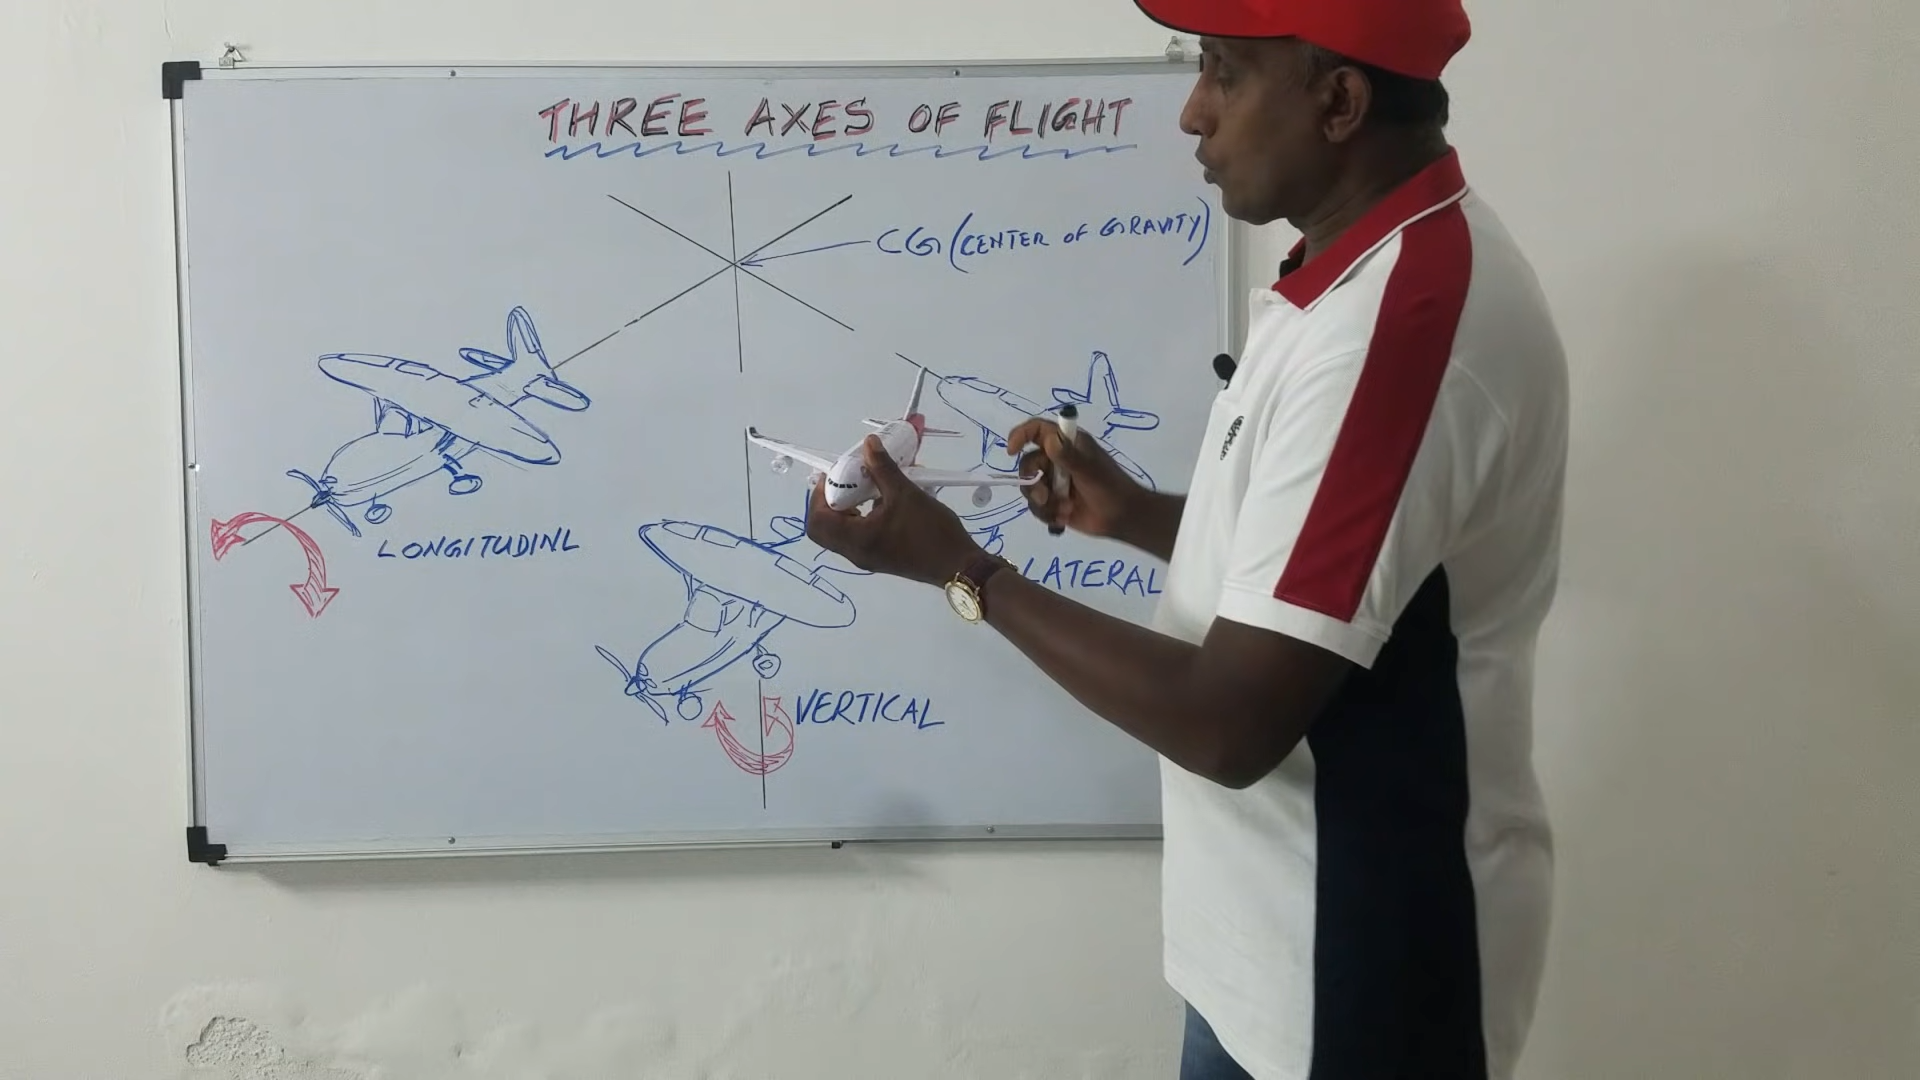 THREE AXES OF FLIGHT
CG (CENTER OF GRAVITY)
LONGITUDINL
LATERAL
VERTICAL